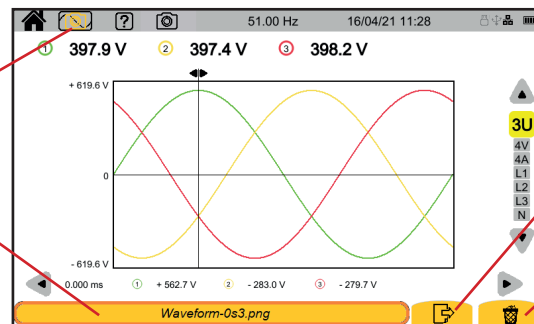 ? 51.00 Hz 16/04/21 11:28
1 397.9 V 2 397.4 V 3 398.2 V
+ 619.6 V
3U
4V
4A
L1
L2
L3
N
0
- 619.6 V
0.000 ms 1 + 562.7 V 2 - 283.0 V 3 - 279.7 V
Waveform-0s3.png